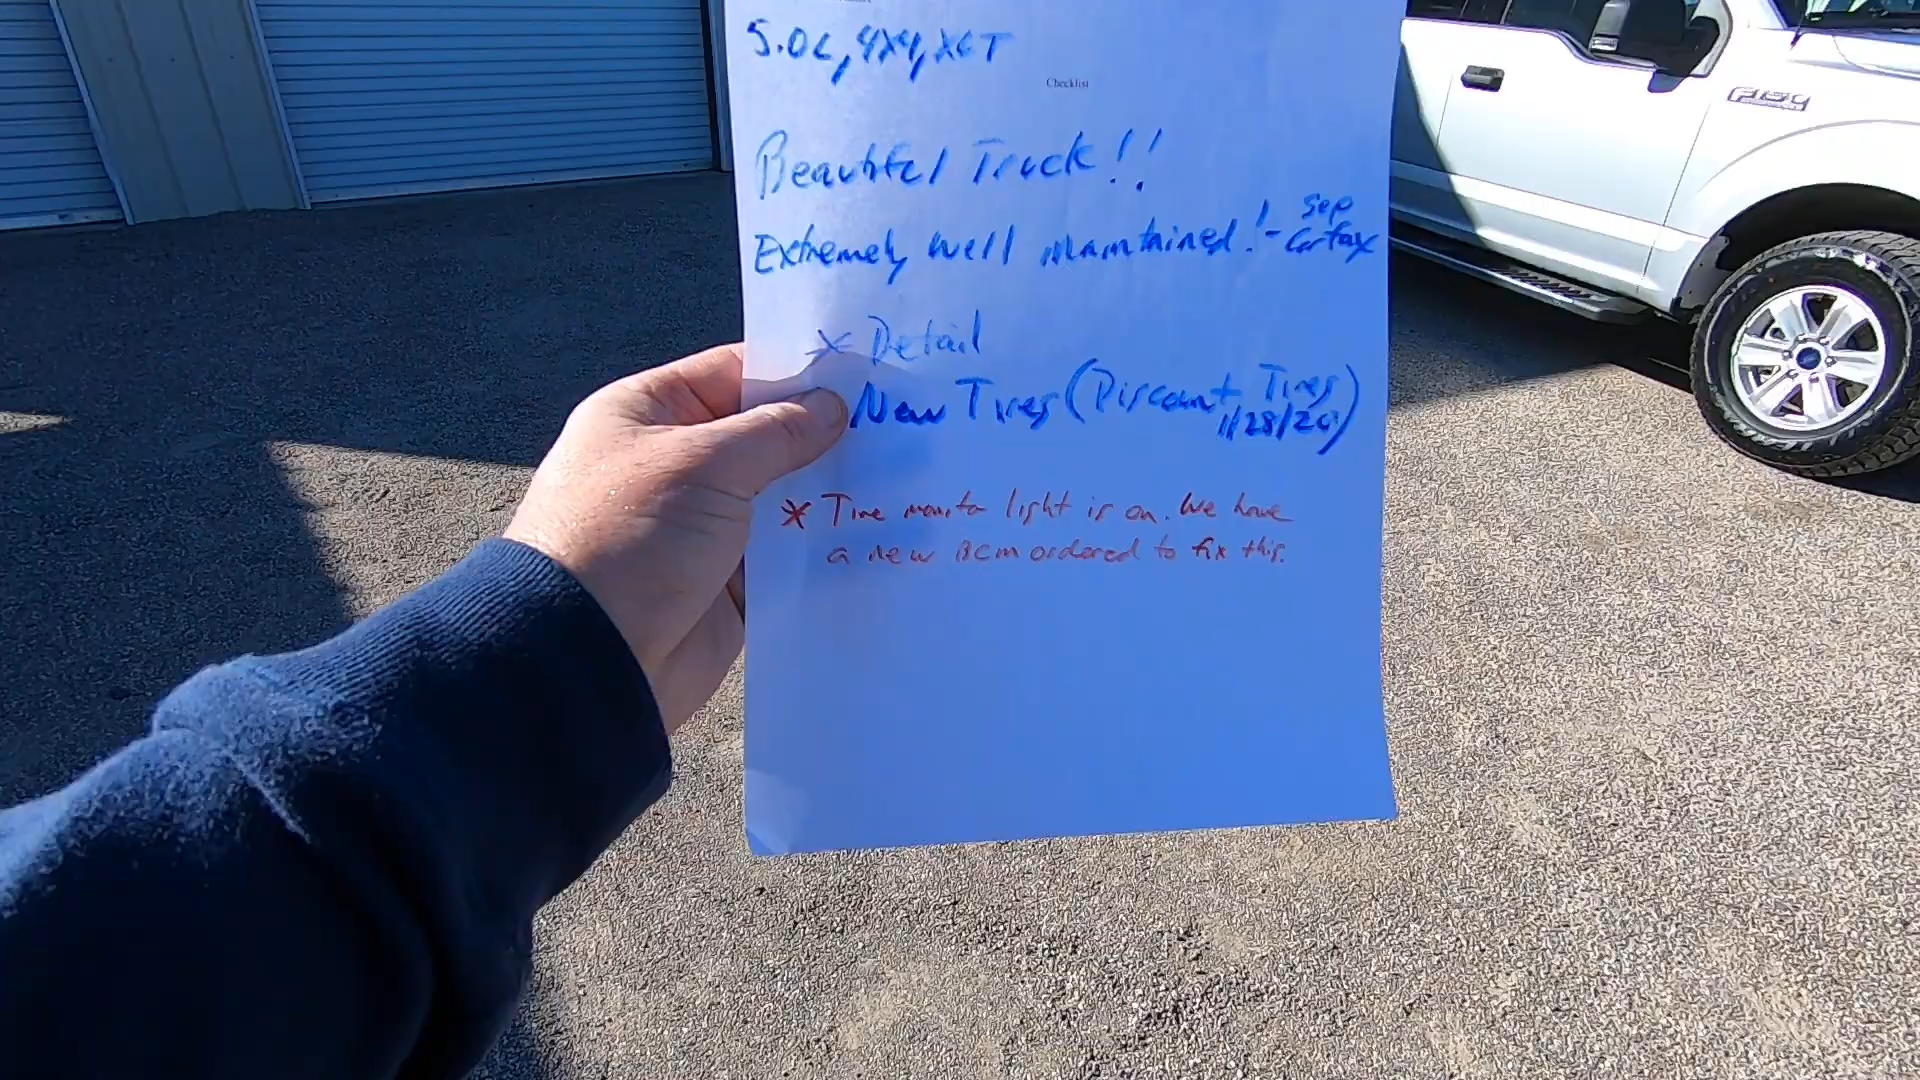 5.0L, 4x4, XLT
Checklist
Beautiful Truck!!
Extremely well maintained! - See
Carfax
* Detail
New Tires (Discount Tires
1/28/20)
* Tire monitor light is on. We have
a new BCM ordered to fix this.
F150